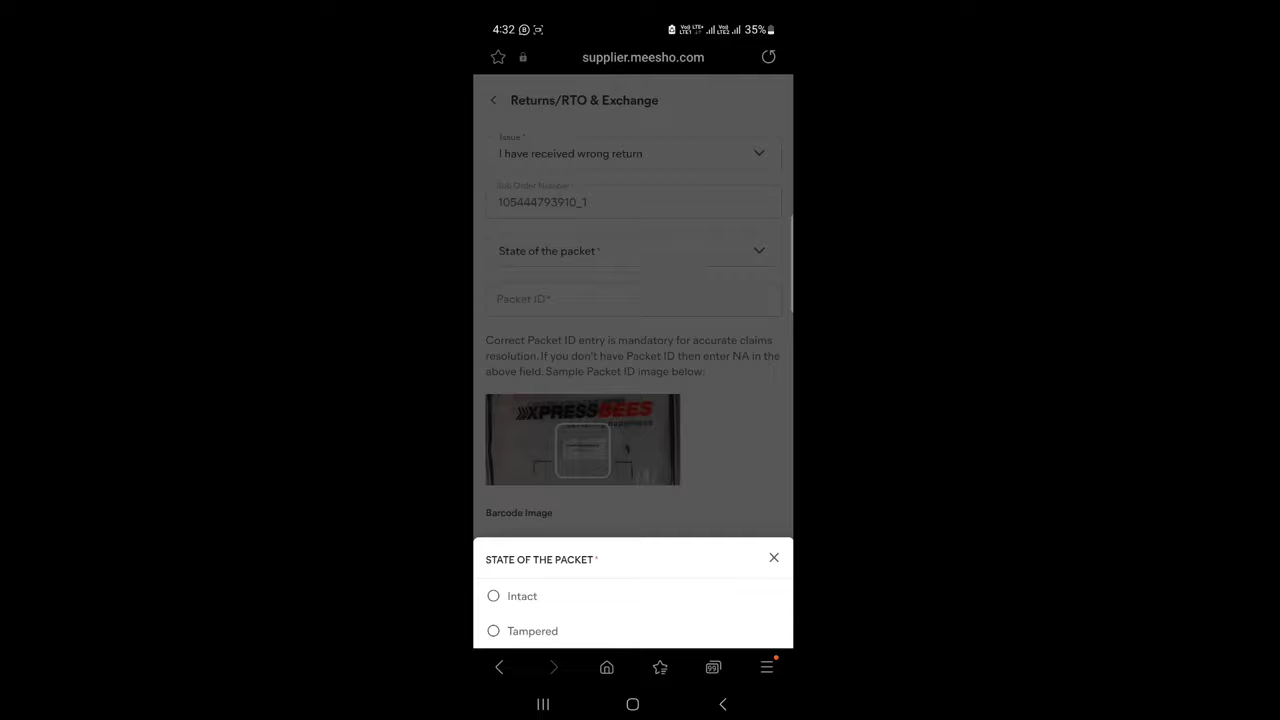 4:32
35%
supplier.meesho.com
Returns/RTO & Exchange
Issue *
I have received wrong return
Sub Order Number
105444793910_1
State of the packet *
Packet ID*
Correct Packet ID entry is mandatory for accurate claims
resolution. If you don't have Packet ID then enter NA in the
above field. Sample Packet ID image below:
XPRESSBEES
Barcode Image
STATE OF THE PACKET *
Intact
Tampered
99